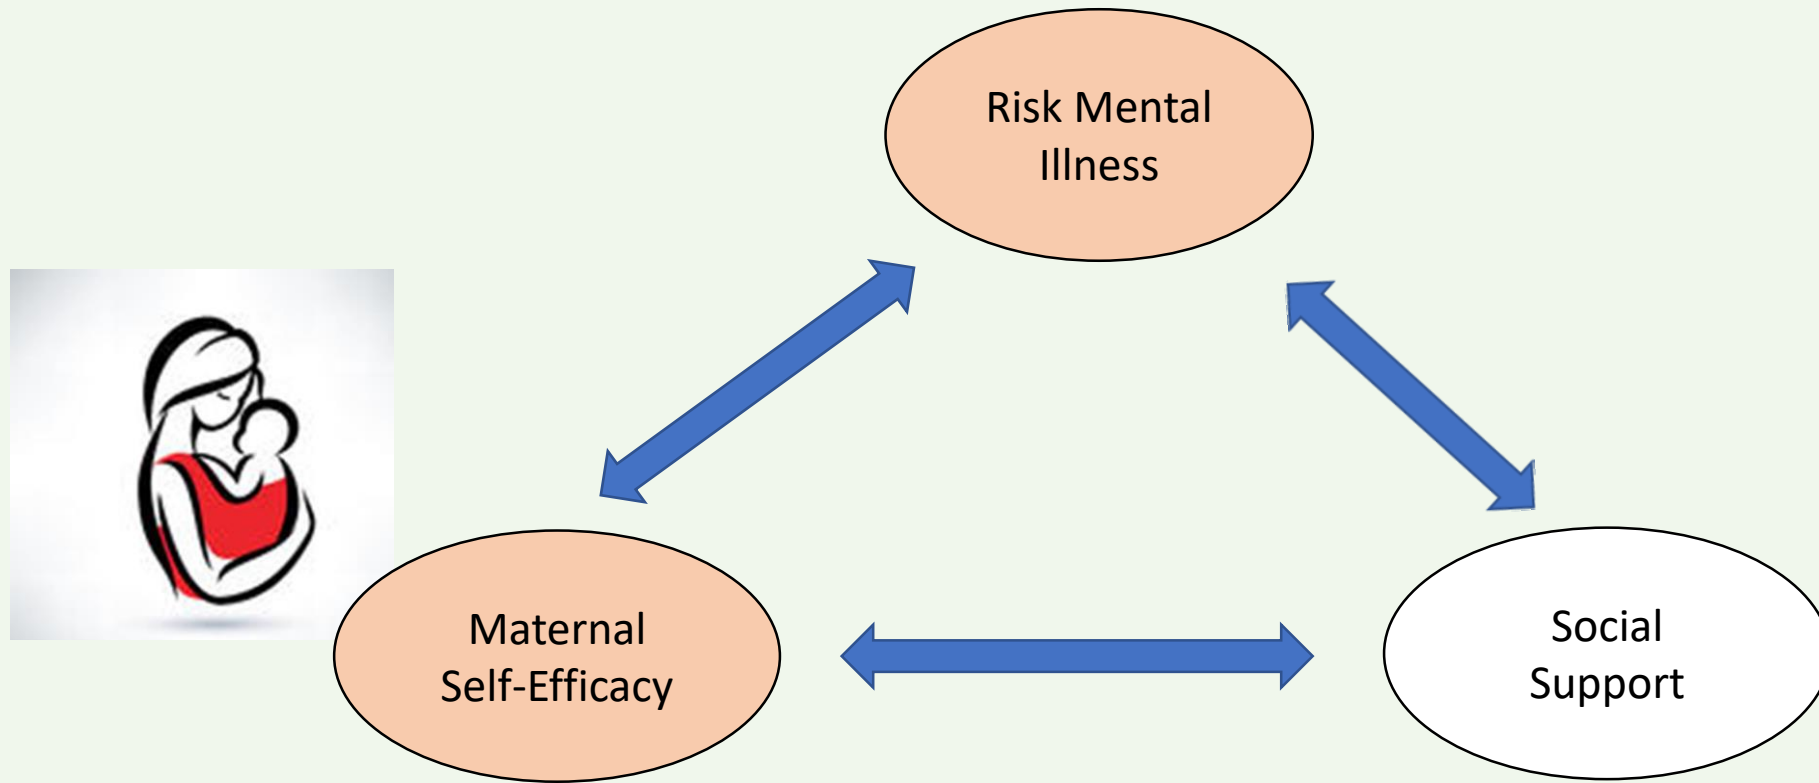 Risk Mental
Illness
Maternal
Self-Efficacy
Social
Support